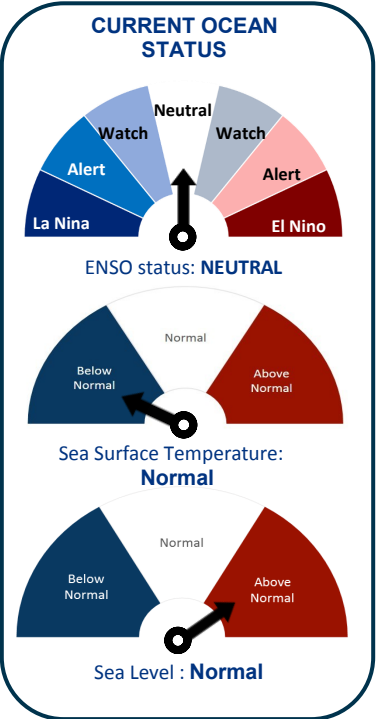 CURRENT OCEAN
STATUS
Neutral
Watch Watch
Alert Alert
La Nina El Nino
ENSO status: NEUTRAL
Normal
Below Above
Normal Normal
Sea Surface Temperature:
Normal
Normal
Below Above
Normal Normal
Sea Level : Normal